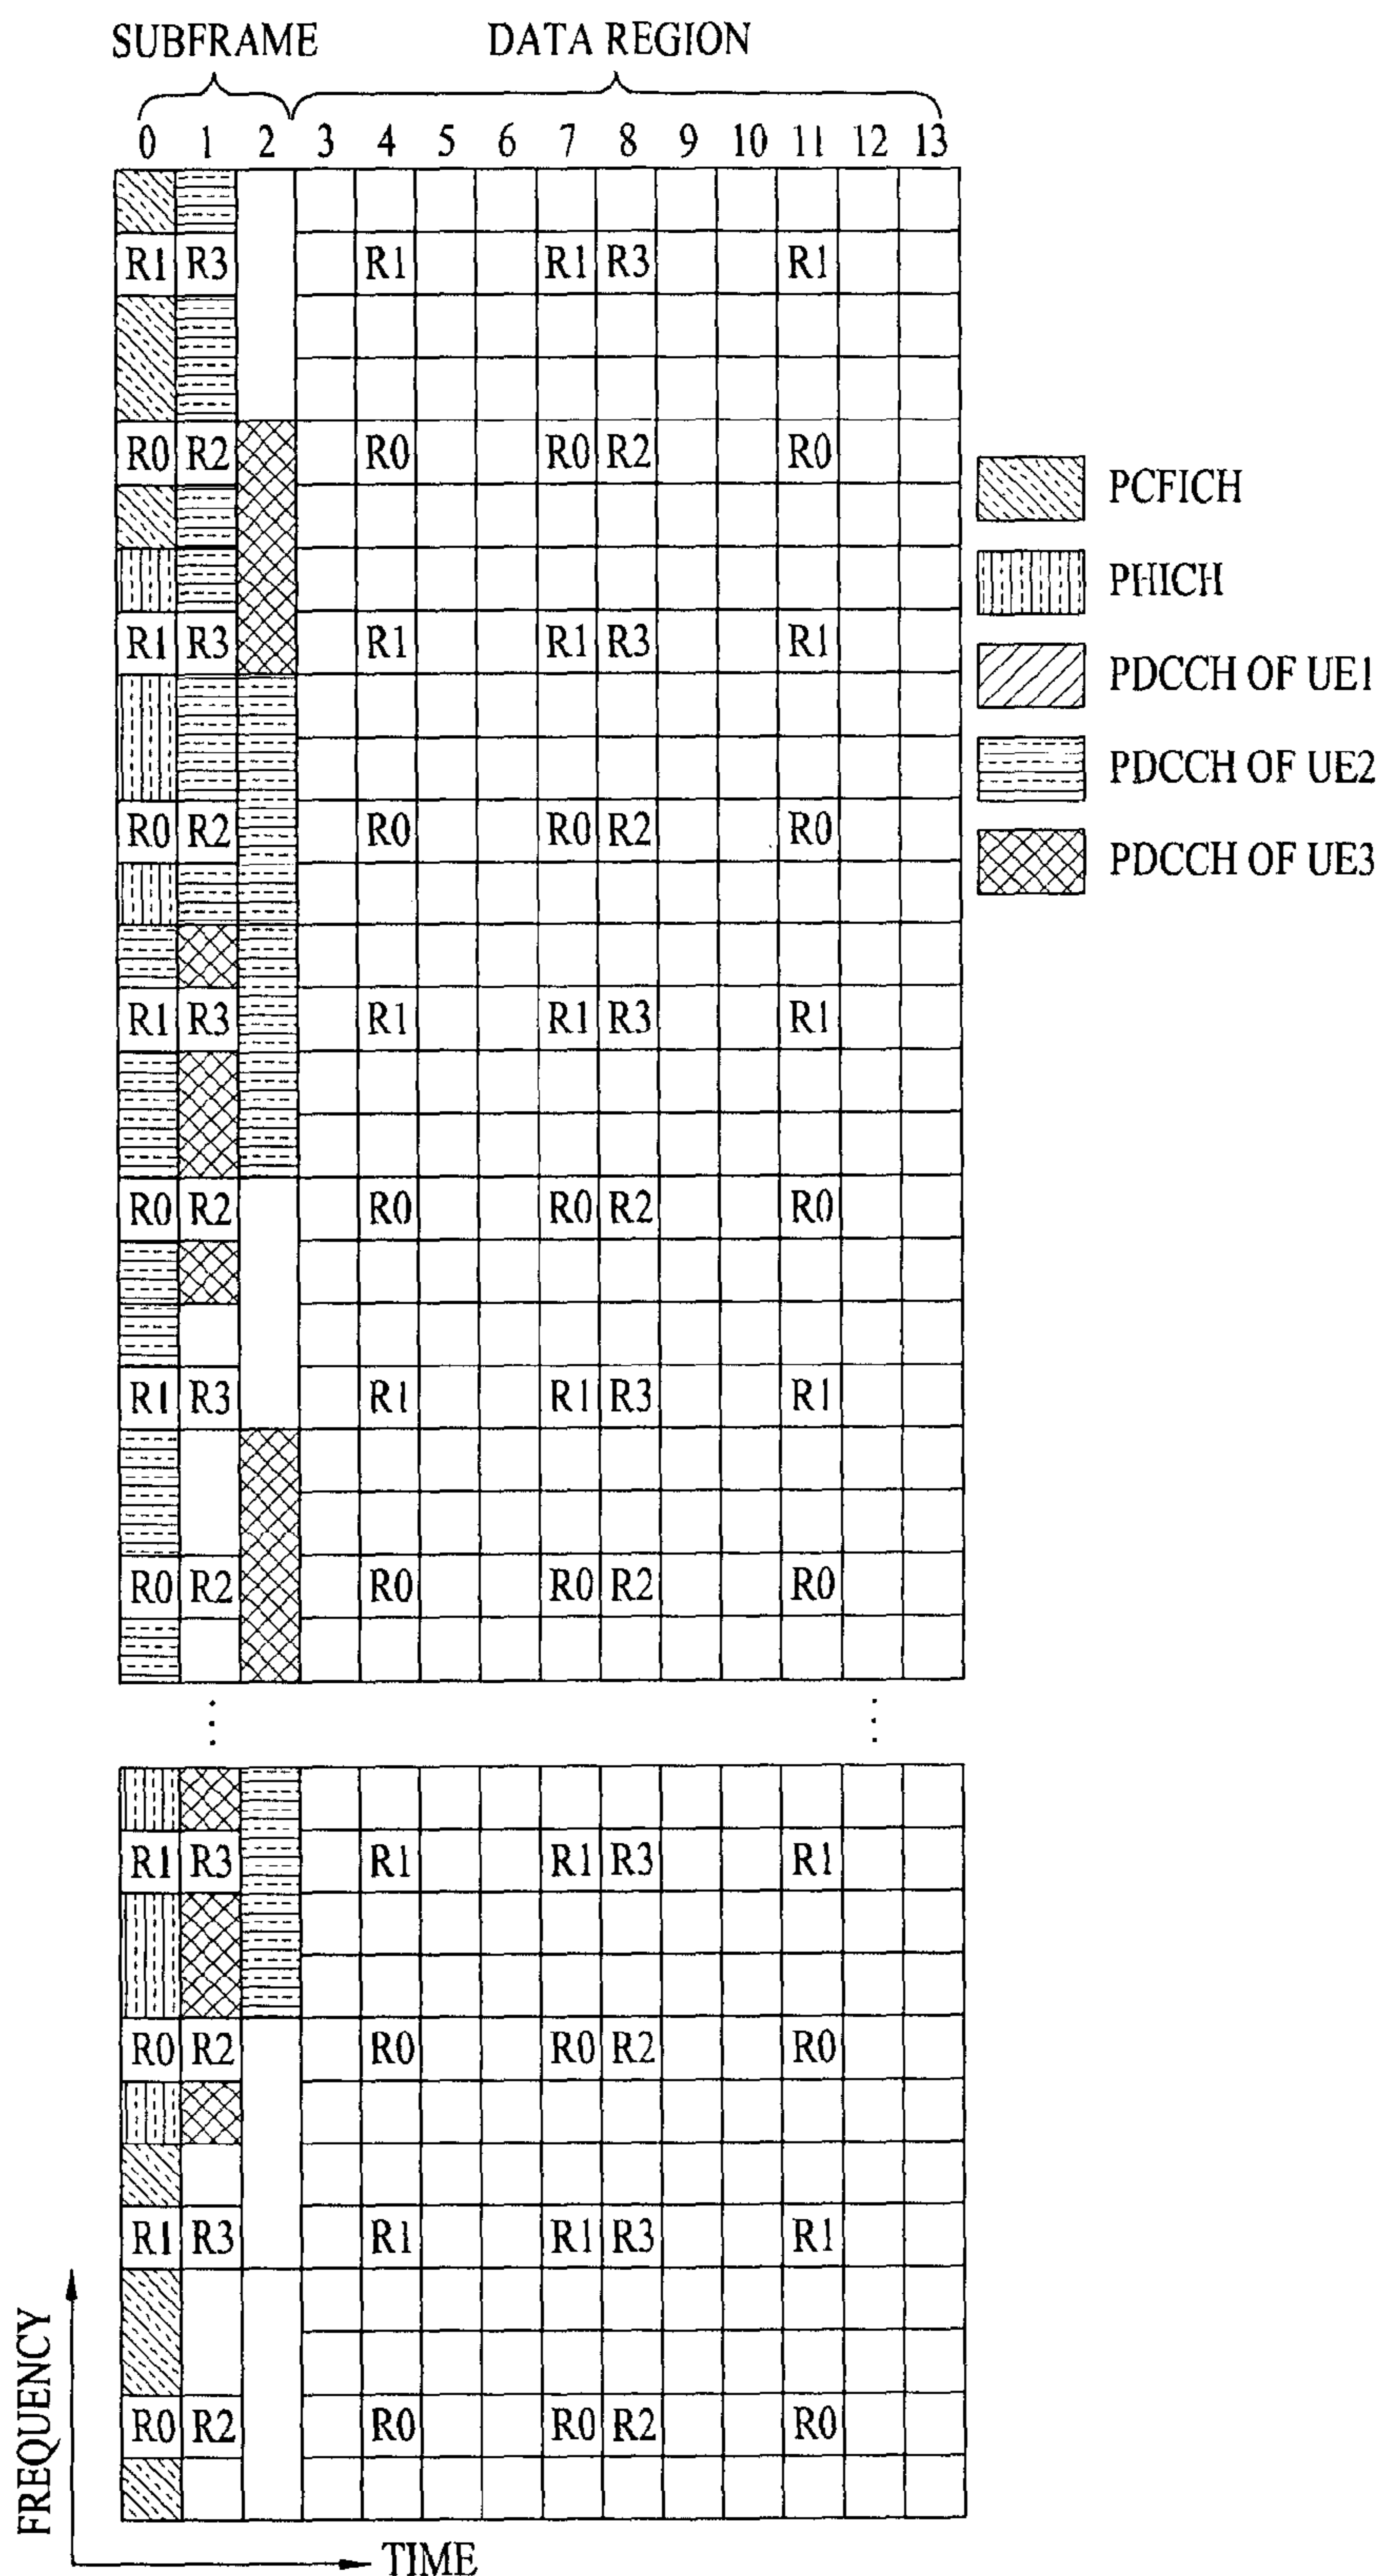 SUBFRAME DATA REGION
0 1 2 3 4 5 6 7 8 9 10 11 12 13
R1 R3 R1 R1 R3 R1
R0 R2 R0 R0 R2 R0
PCFICH
PHICH
R1 R3 R1 R1 R3 R1
PDCCH OF UE1
PDCCH OF UE2
R0 R2 R0 R0 R2 R0
PDCCH OF UE3
R1 R3 R1 R1 R3 R1
R0 R2 R0 R0 R2 R0
R1 R3 R1 R1 R3 R1
R0 R2 R0 R0 R2 R0
R1 R3 R1 R1 R3 R1
R0 R2 R0 R0 R2 R0
R1 R3 R1 R1 R3 R1
R0 R2 R0 R0 R2 R0
FREQUENCY
TIME